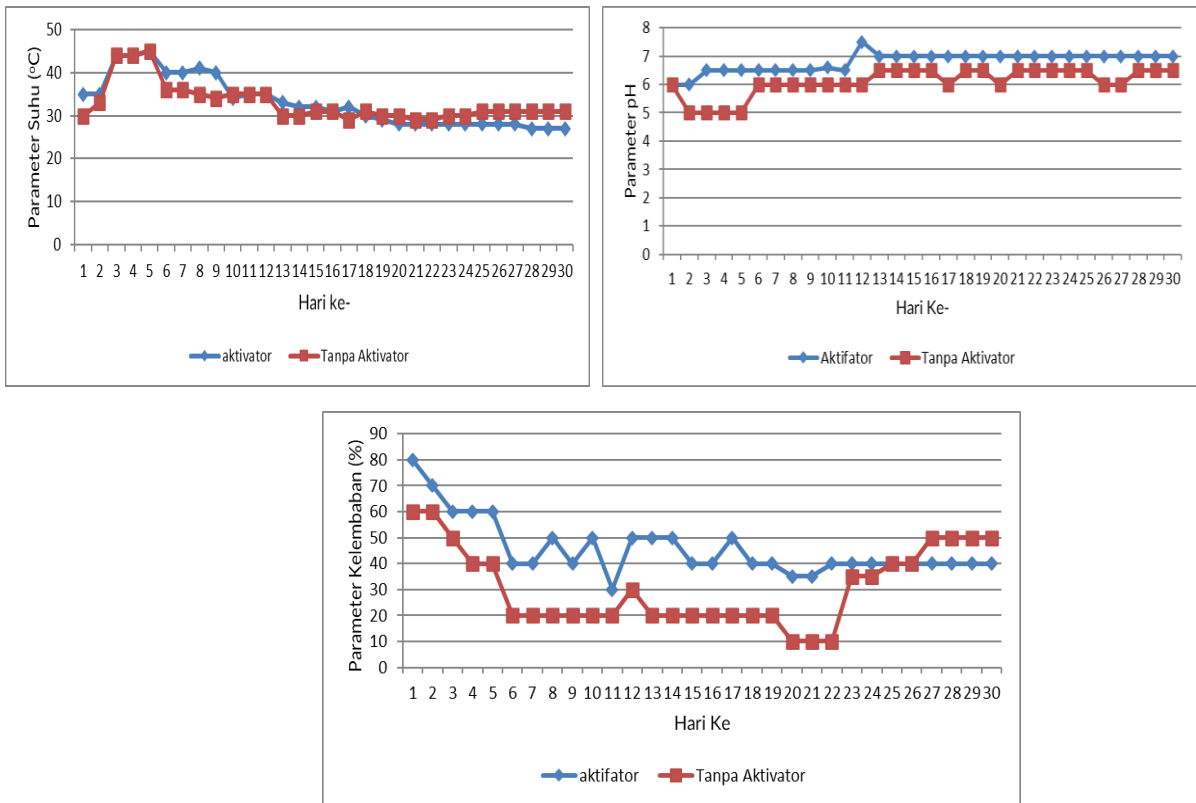 Parameter Suhu (°C)
50
40
30
20
10
0
1 2 3 4 5 6 7 8 9 10 11 12 13 14 15 16 17 18 19 20 21 22 23 24 25 26 27 28 29 30
Hari ke-
aktivator Tanpa Aktivator
Parameter pH
8
7
6
5
4
3
2
1
0
1 2 3 4 5 6 7 8 9 10 11 12 13 14 15 16 17 18 19 20 21 22 23 24 25 26 27 28 29 30
Hari Ke-
Aktifator Tanpa Aktivator
Parameter Kelembaban (%)
90
80
70
60
50
40
30
20
10
0
1 2 3 4 5 6 7 8 9 10 11 12 13 14 15 16 17 18 19 20 21 22 23 24 25 26 27 28 29 30
Hari Ke
aktifator Tanpa Aktivator